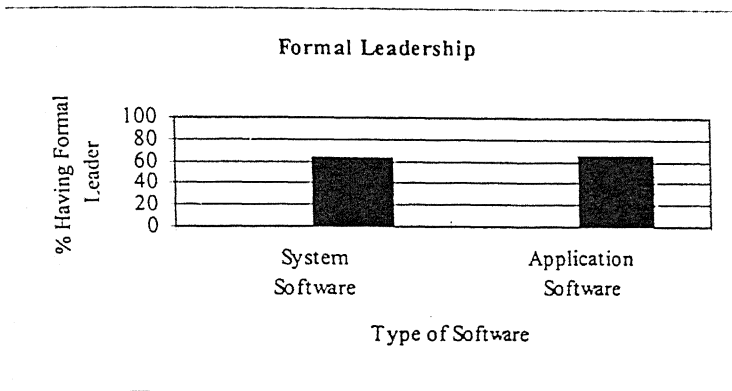 Formal Leadership
% Having Formal
Leader
100
80
60
40
20
0
System
Software
Application
Software
Type of Software